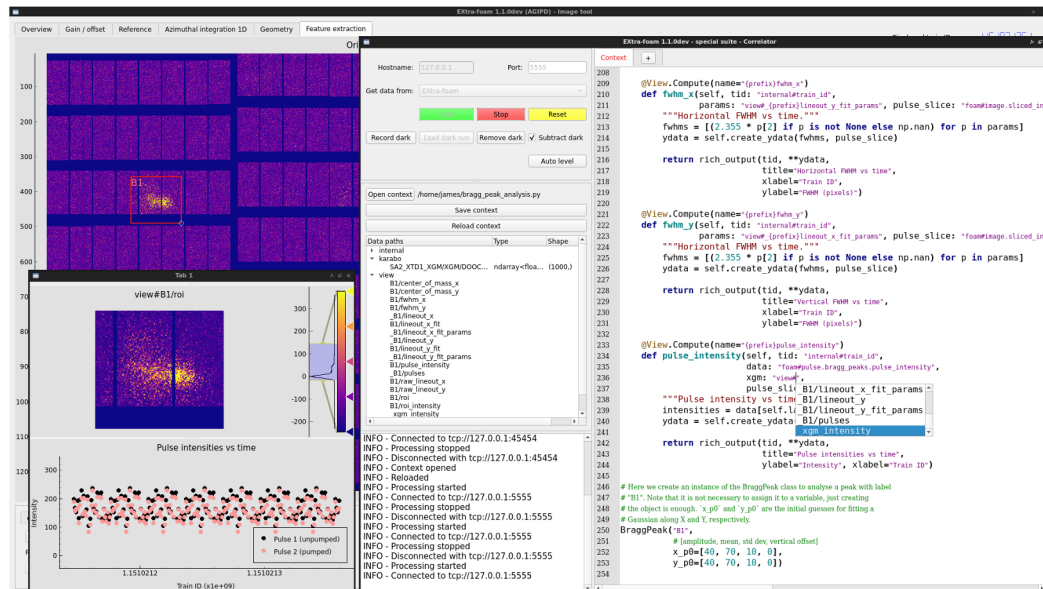 EXtra-foam 1.1.0dev (AGIPD) - Image tool
Overview
Gain / offset
Reference
Azimuthal integration 1D
Geometry
Feature extraction
Ori
100
200
300
400
500
600
B1
EXtra-foam 1.1.0dev - special suite - Correlator
Hostname: 127.0.0.1 Port: 5555
Get data from: EXtra-foam
Stop
Reset
Record dark
Load dark run
Remove dark
Subtract dark
Auto level
Open context /home/james/bragg_peak_analysis.py
Save context
Reload context
Data paths Type Shape
internal
karabo
SA2_XTD1_XGM/XGM/DOOC... ndarray<floa... (1000,)
view
B1/center_of_mass_x
B1/center_of_mass_y
B1/fwhm_x
B1/fwhm_y
_B1/lineout_x
B1/lineout_x_fit
_B1/lineout_x_fit_params
_B1/lineout_y
B1/lineout_y_fit
_B1/lineout_y_fit_params
B1/pulse_intensity
_B1/pulses
B1/raw_lineout_x
B1/raw_lineout_y
B1/roi
B1/roi_intensity
xgm_intensity
INFO - Connected to tcp://127.0.0.1:45454
INFO - Processing stopped
INFO - Disconnected with tcp://127.0.0.1:45454
INFO - Context opened
INFO - Reloaded
INFO - Processing started
INFO - Connected to tcp://127.0.0.1:5555
INFO - Processing stopped
INFO - Disconnected with tcp://127.0.0.1:5555
INFO - Processing started
INFO - Connected to tcp://127.0.0.1:5555
INFO - Processing stopped
INFO - Disconnected with tcp://127.0.0.1:5555
INFO - Processing started
INFO - Connected to tcp://127.0.0.1:5555
Context
+
208
209 @View.Compute(name="{prefix}fwhm_x")
210 def fwhm_x(self, tid: "internal#train_id",
211 params: "view#_{prefix}lineout_y_fit_params", pulse_slice: "foam#image.sliced_in
212 """Horizontal FWHM vs time."""
213 fwhms = [(2.355 * p[2] if p is not None else np.nan) for p in params]
214 ydata = self.create_ydata(fwhms, pulse_slice)
215
216 return rich_output(tid, **ydata,
217 title="Horizontal FWHM vs time",
218 xlabel="Train ID",
219 ylabel="FWHM (pixels)")
220
221 @View.Compute(name="{prefix}fwhm_y")
222 def fwhm_y(self, tid: "internal#train_id",
223 params: "view#_{prefix}lineout_x_fit_params", pulse_slice: "foam#image.sliced_in
224 """Horizontal FWHM vs time."""
225 fwhms = [(2.355 * p[2] if p is not None else np.nan) for p in params]
226 ydata = self.create_ydata(fwhms, pulse_slice)
227
228 return rich_output(tid, **ydata,
229 title="Vertical FWHM vs time",
230 xlabel="Train ID",
231 ylabel="FWHM (pixels)")
232
233 @View.Compute(name="{prefix}pulse_intensity")
234 def pulse_intensity(self, tid: "internal#train_id",
235 data: "foam#pulse.bragg_peaks.pulse_intensity",
236 xgm: "view#",
237 pulse_slic
238 """Pulse intensity vs tim
239 intensities = data[self.la
240 ydata = self.create_ydata(
241
242 return rich_output(tid, **ydata,
243 title="Pulse intensities vs time",
244 ylabel="Intensity", xlabel="Train ID")
245
246 # Here we create an instance of the BraggPeak class to analyse a peak with label
247 # "B1". Note that it is not necessary to assign it to a variable, just creating
248 # the object is enough. `x_p0` and `y_p0` are the initial guesses for fitting a
249 # Gaussian along X and Y, respectively.
250 BraggPeak("B1",
251 # [amplitude, mean, std dev, vertical offset]
252 x_p0=[40, 70, 10, 0],
253 y_p0=[40, 70, 10, 0])
254
_B1/lineout_x_fit_params
_B1/lineout_y
_B1/lineout_y_fit_params
_B1/pulses
xgm_intensity
Tab 1
view#B1/roi
300
200
100
0
-200
70
80
90
100
110
120
Pulse intensities vs time
Intensity
300
200
100
0
Pulse 1 (unpumped)
Pulse 2 (pumped)
1.1510212
1.1510213
Train ID (x1e+09)